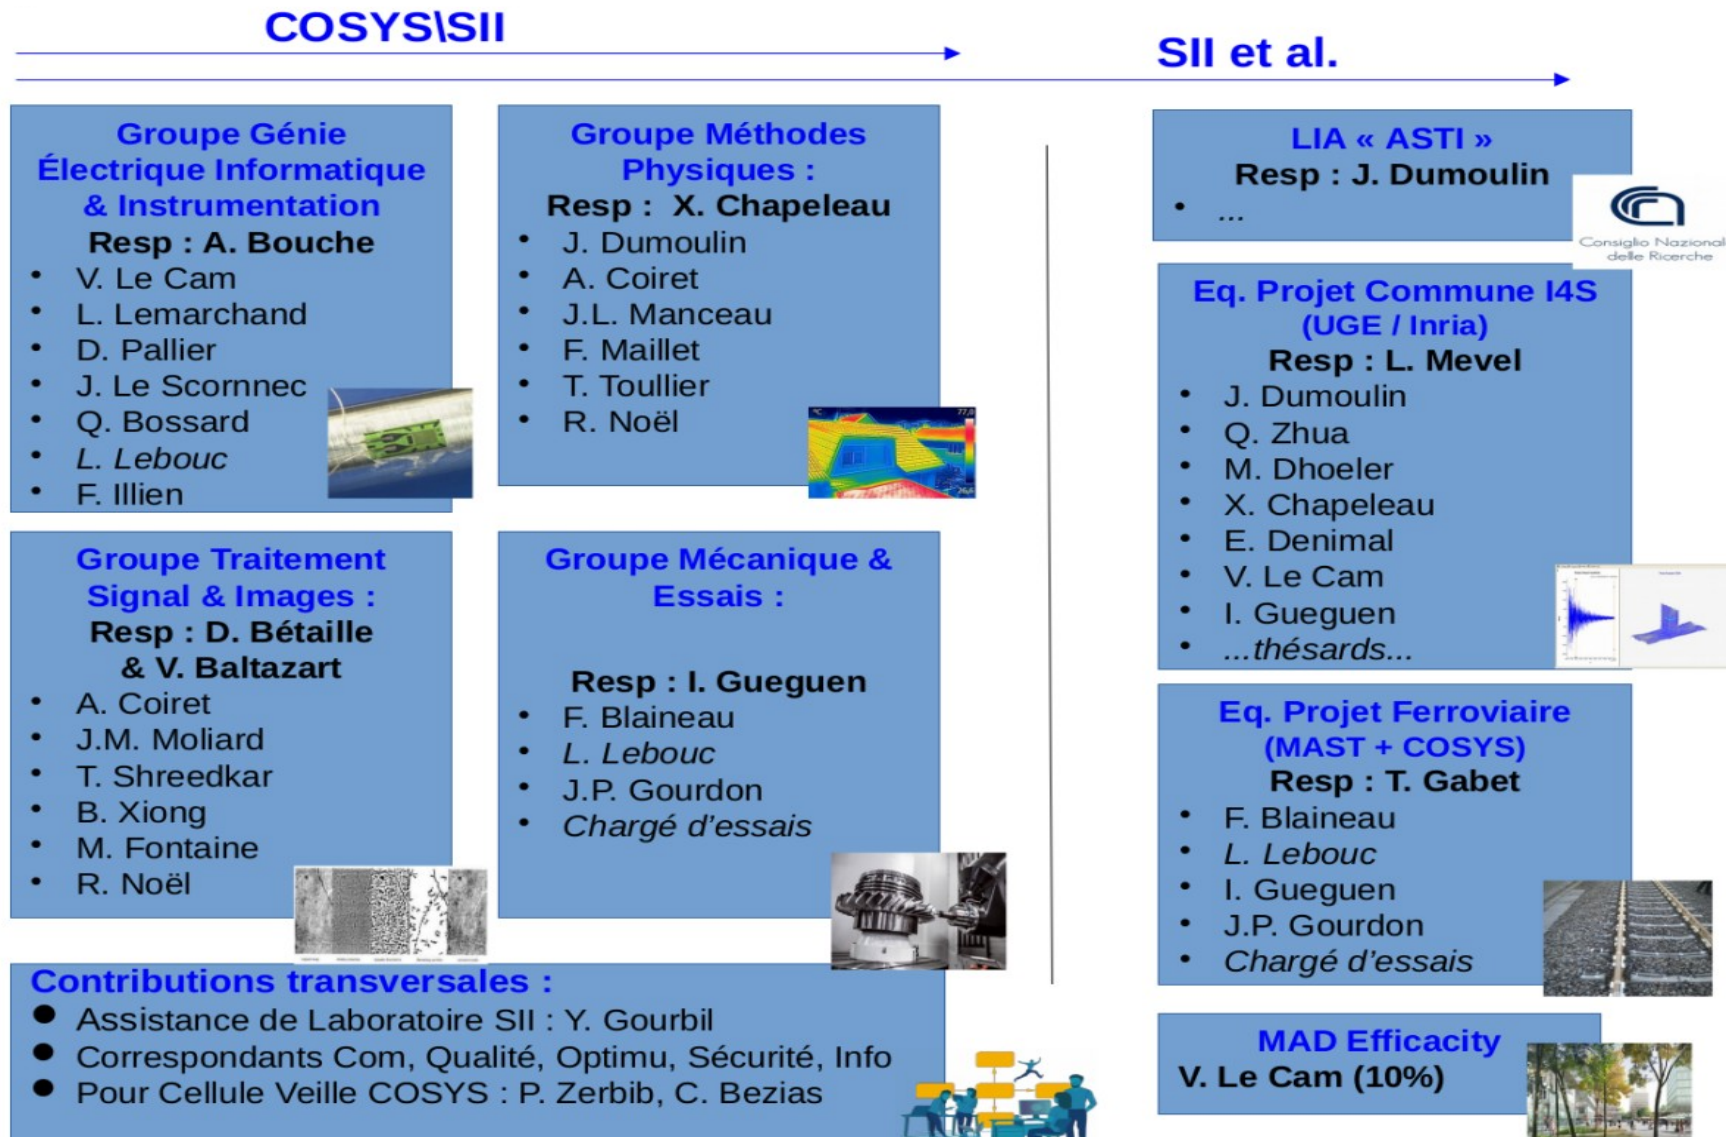 COSYS\SII
SII et al.
Groupe Génie
Électrique Informatique
& Instrumentation
Resp : A. Bouche
• V. Le Cam
• L. Lemarchand
• D. Pallier
• J. Le Scornnec
• Q. Bossard
• L. Lebouc
• F. Illien
Groupe Méthodes
Physiques :
Resp : X. Chapeleau
• J. Dumoulin
• A. Coiret
• J.L. Manceau
• F. Maillet
• T. Toullier
• R. Noël
°C
77,0
Groupe Traitement
Signal & Images :
Resp : D. Bétaille
& V. Baltazart
• A. Coiret
• J.M. Moliard
• T. Shreedkar
• B. Xiong
• M. Fontaine
• R. Noël
Groupe Mécanique &
Essais :
Resp : I. Gueguen
• F. Blaineau
• L. Lebouc
• J.P. Gourdon
• Chargé d'essais
Contributions transversales :
● Assistance de Laboratoire SII : Y. Gourbil
● Correspondants Com, Qualité, Optimu, Sécurité, Info
● Pour Cellule Veille COSYS : P. Zerbib, C. Bezias
LIA « ASTI »
Resp : J. Dumoulin
• ...
Consiglio Nazional
delle Ricerche
Eq. Projet Commune I4S
(UGE / Inria)
Resp : L. Mevel
• J. Dumoulin
• Q. Zhua
• M. Dhoeler
• X. Chapeleau
• E. Denimal
• V. Le Cam
• I. Gueguen
• ...thésards...
Eq. Projet Ferroviaire
(MAST + COSYS)
Resp : T. Gabet
• F. Blaineau
• L. Lebouc
• I. Gueguen
• J.P. Gourdon
• Chargé d'essais
MAD Efficacity
V. Le Cam (10%)